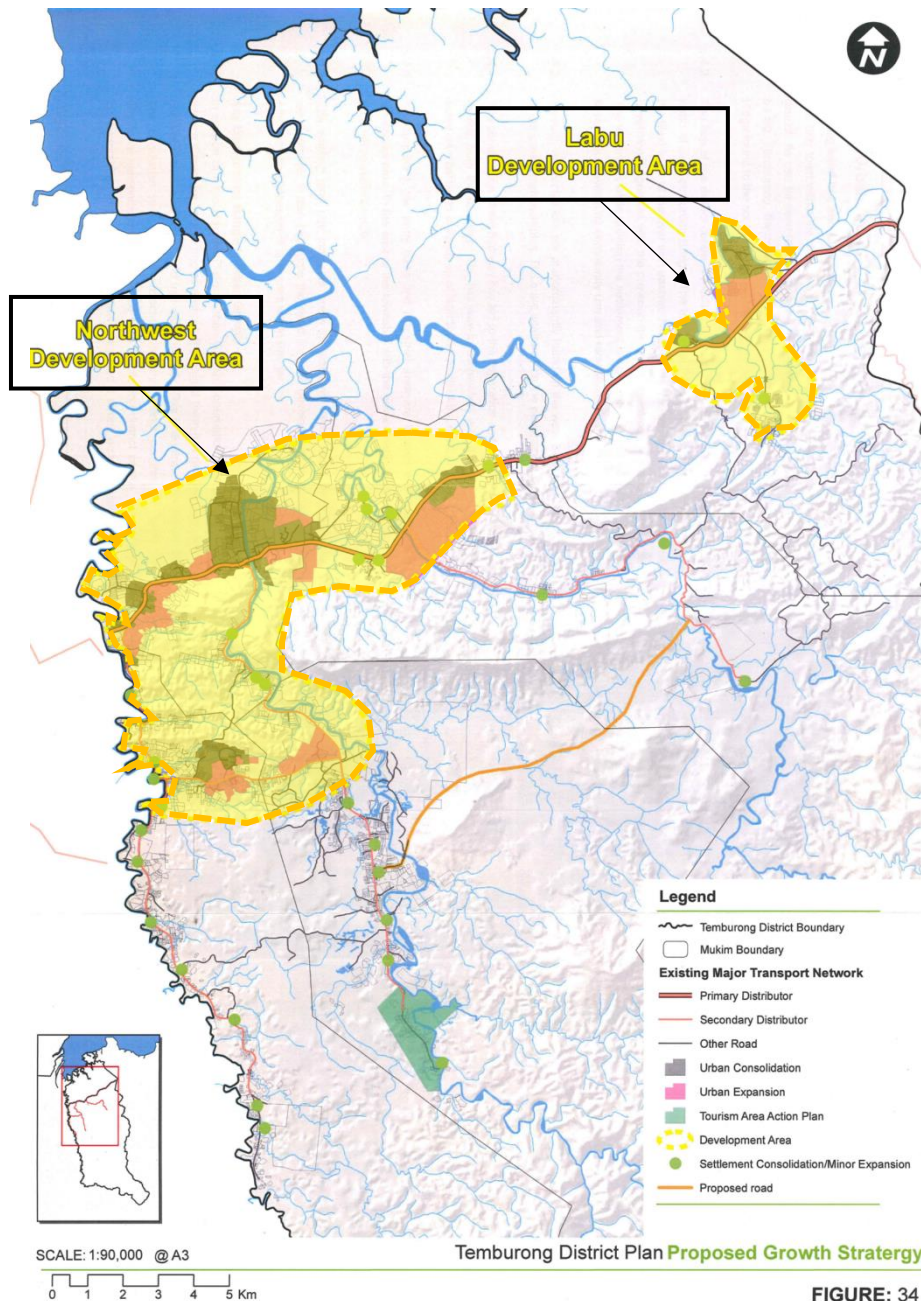 N
Labu
Development Area
Northwest
Development Area
Legend
Temburong District Boundary
Mukim Boundary
Existing Major Transport Network
Primary Distributor
Secondary Distributor
Other Road
Urban Consolidation
Urban Expansion
Tourism Area Action Plan
Development Area
Settlement Consolidation/Minor Expansion
Proposed road
SCALE: 1:90,000 @ A3
Temburong District Plan Proposed Growth Stratergy
0 1 2 3 4 5 Km
FIGURE: 34